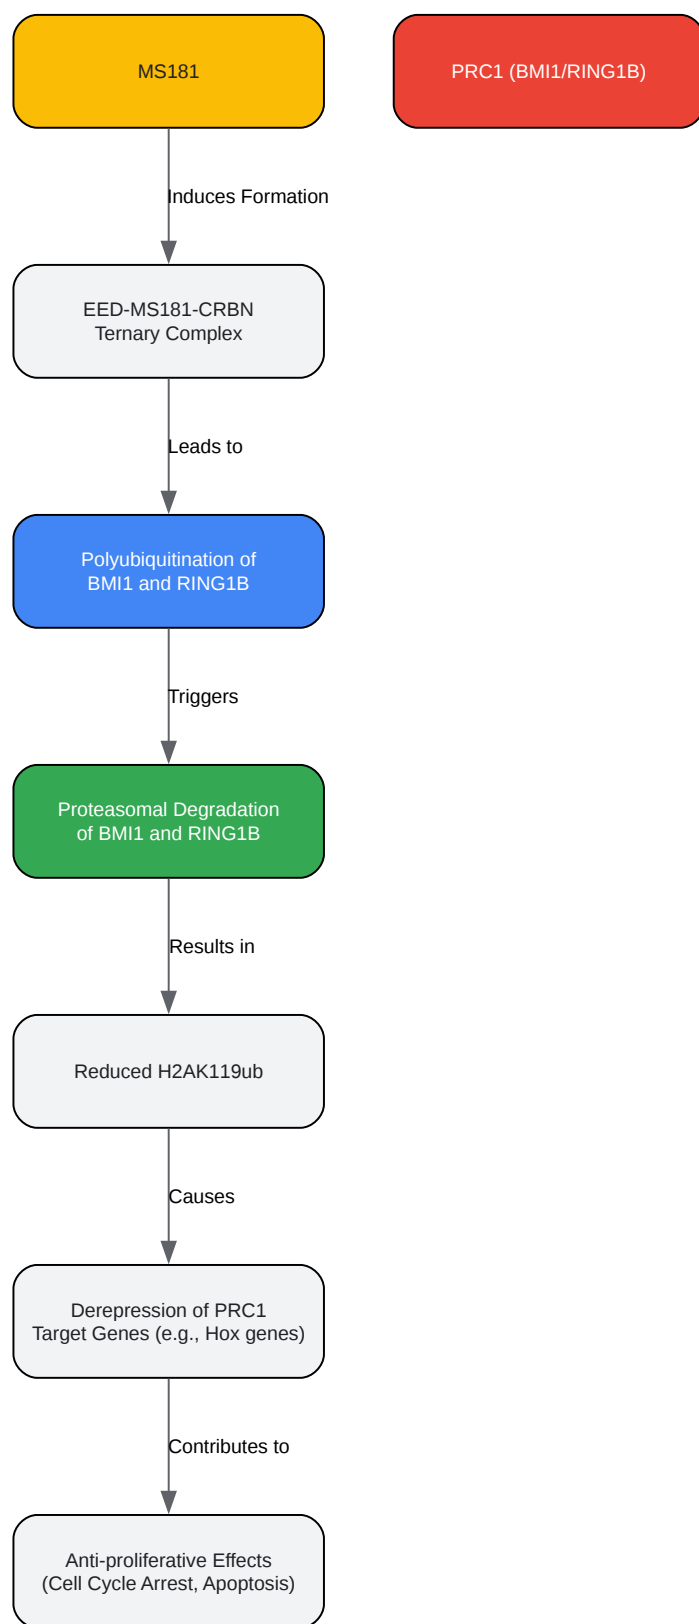 MS181
PRC1 (BMI1/RING1B)
Induces Formation
EED-MS181-CRBN
Ternary Complex
Leads to
Polyubiquitination of
BMI1 and RING1B
Triggers
Proteasomal Degradation
of BMI1 and RING1B
Results in
Reduced H2AK119ub
Causes
Derepression of PRC1
Target Genes (e.g., Hox genes)
Contributes to
Anti-proliferative Effects
(Cell Cycle Arrest, Apoptosis)